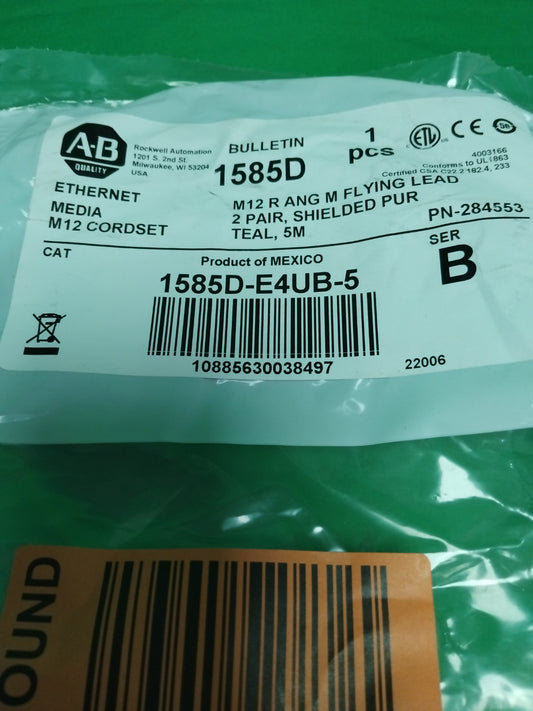 A-B
QUALITY
Rockwell Automation
1201 S. 2nd St.
Milwaukee, WI 53204
USA
BULLETIN
1585D
1
pcs
ETL
CE
4003166
Conforms to UL1863
Certified CSA C22.2 182.4, 233
ETHERNET
MEDIA
M12 CORDSET
M12 R ANG M FLYING LEAD
2 PAIR, SHIELDED PUR
TEAL, 5M
PN-284553
CAT
Product of MEXICO
SER
1585D-E4UB-5
B
10885630038497
22006
OUND